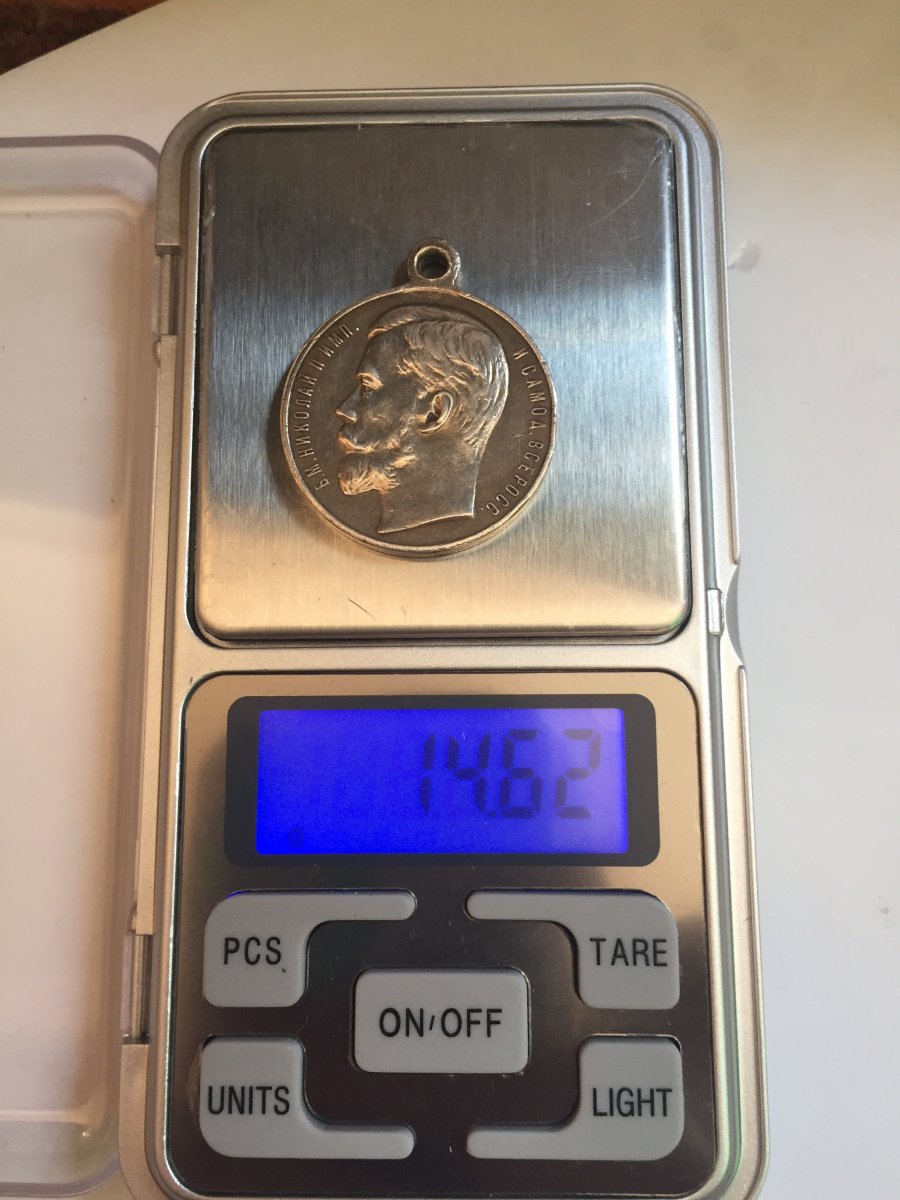 Б.М. НИКОЛАЙ II ИМП.
И САМОД. ВСЕРОСС.
14.62
PCS
TARE
ON/OFF
UNITS
LIGHT